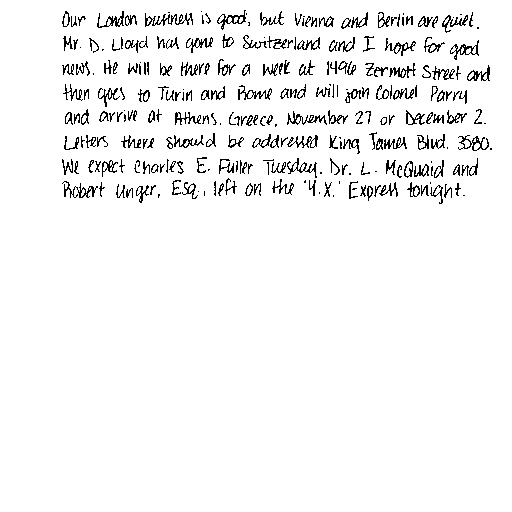 Our London business is good, but Vienna and Berlin are quiet.
Mr. D. Lloyd has gone to Switzerland and I hope for good
news. He will be there for a week at 1496 Zermott Street and
then goes to Turin and Rome and will join Colonel Parry
and arrive at Athens, Greece, November 27 or December 2.
Letters there should be addressed King James Blvd. 3580.
We expect Charles E. Fuller Tuesday. Dr. L. McQuaid and
Robert Unger, Esq., left on the 'Y.X.' Express tonight.